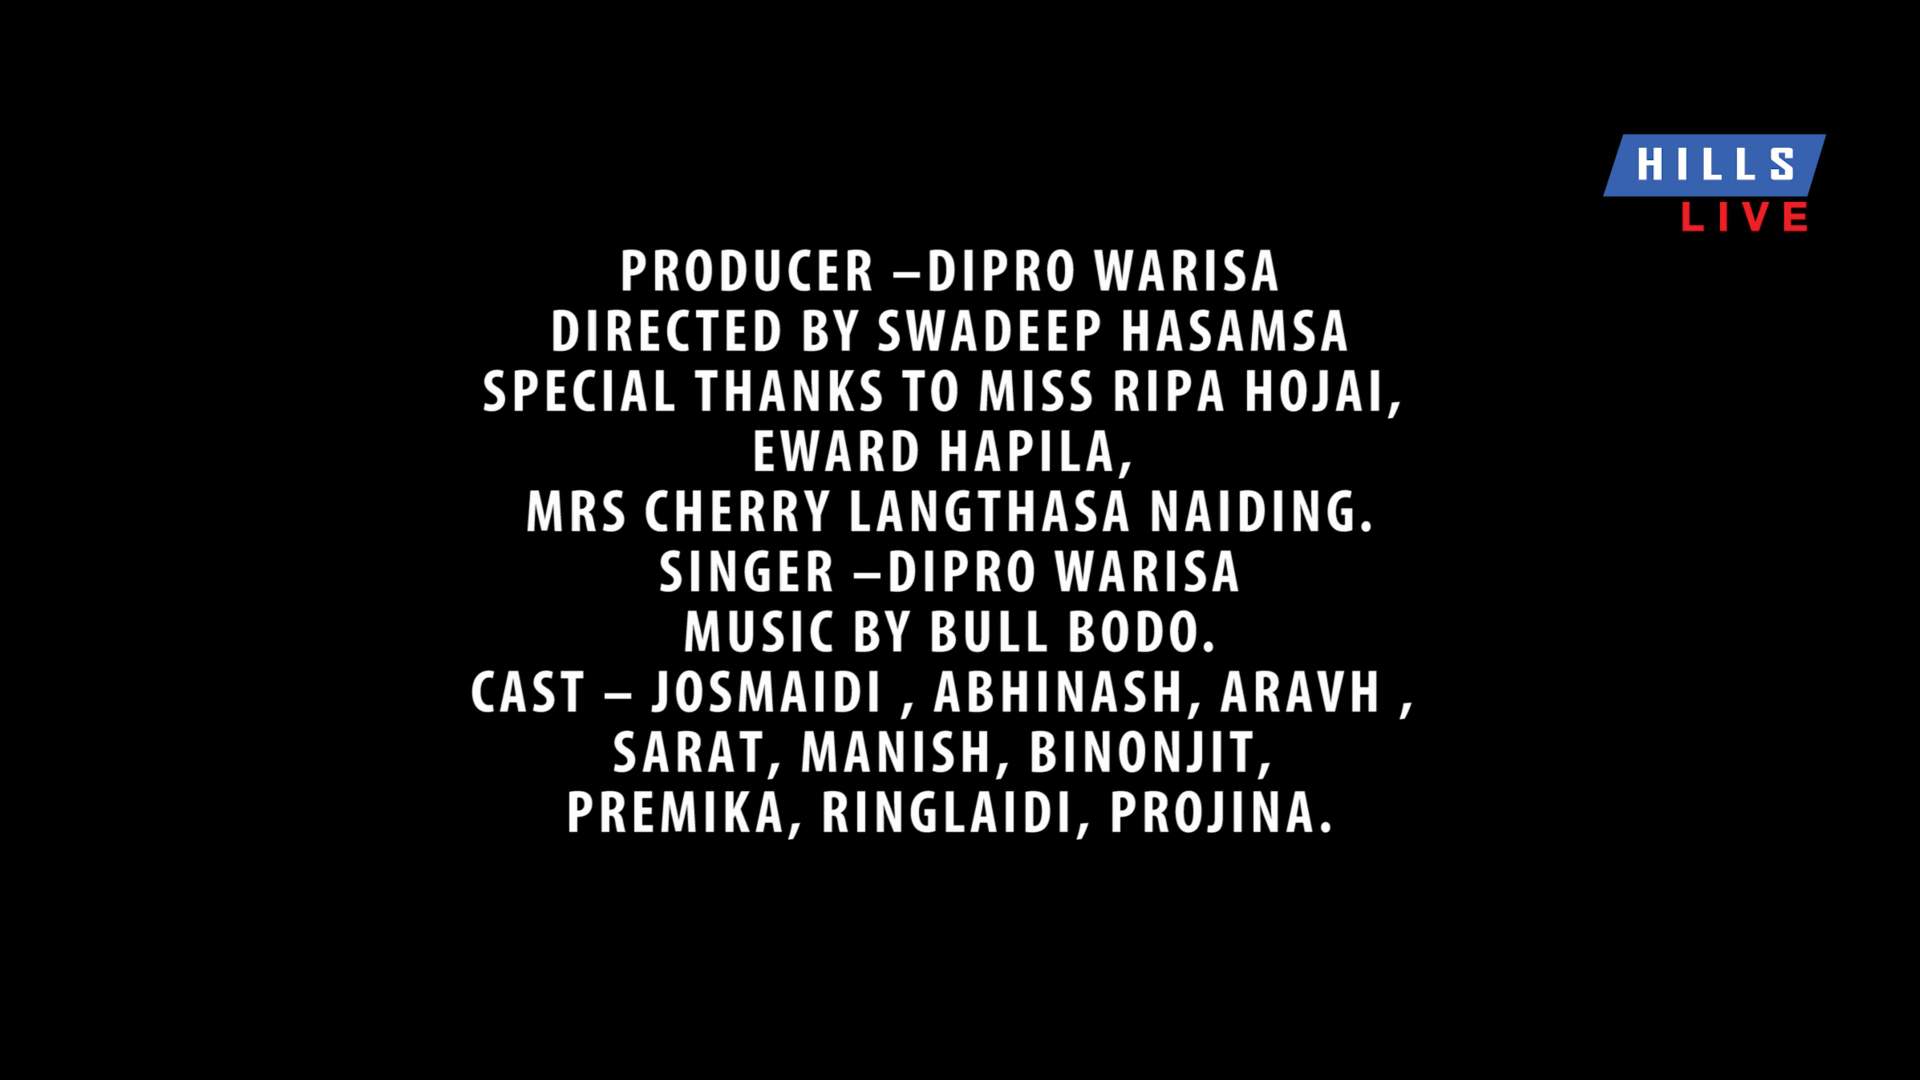 HILLS
LIVE
PRODUCER –DIPRO WARISA
DIRECTED BY SWADEEP HASAMSA
SPECIAL THANKS TO MISS RIPA HOJAI,
EWARD HAPILA,
MRS CHERRY LANGTHASA NAIDING.
SINGER –DIPRO WARISA
MUSIC BY BULL BODO.
CAST – JOSMAIDI , ABHINASH, ARAVH ,
SARAT, MANISH, BINONJIT,
PREMIKA, RINGLAIDI, PROJINA.